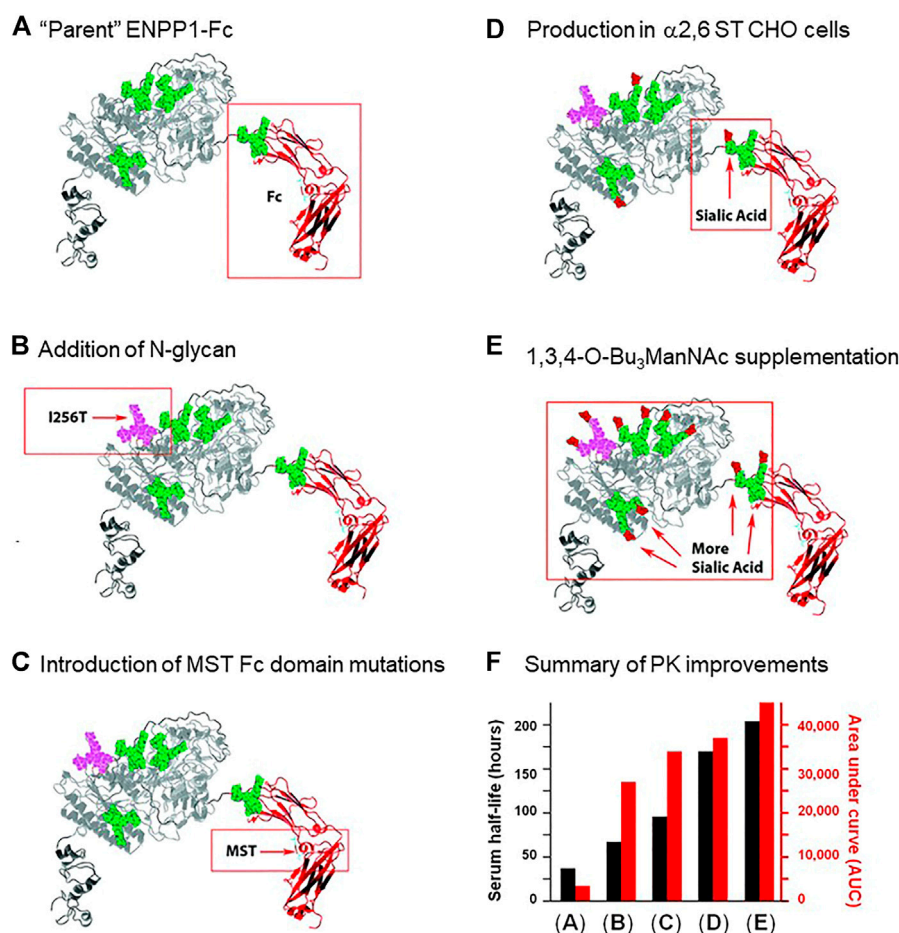 A "Parent" ENPP1-Fc
Fc
B Addition of N-glycan
I256T
C Introduction of MST Fc domain mutations
MST
D Production in α2,6 ST CHO cells
Sialic Acid
E 1,3,4-O-Bu₃ManNAc supplementation
More
Sialic Acid
F Summary of PK improvements
Serum half-life (hours)
200
150
100
50
0
Area under curve (AUC)
40,000
30,000
20,000
10,000
0
(A) (B) (C) (D) (E)